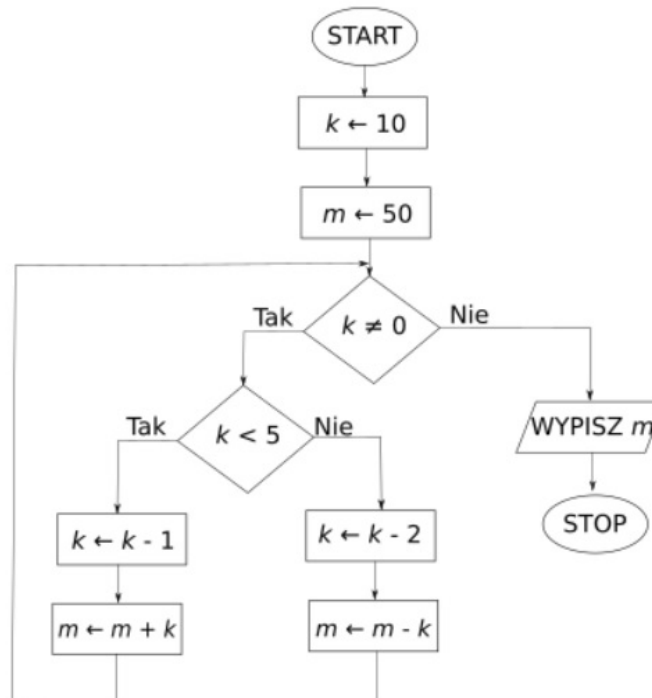 START
k ← 10
m ← 50
k ≠ 0
Tak
Nie
k < 5
Tak
Nie
WYPISZ m
STOP
k ← k - 1
k ← k - 2
m ← m + k
m ← m - k